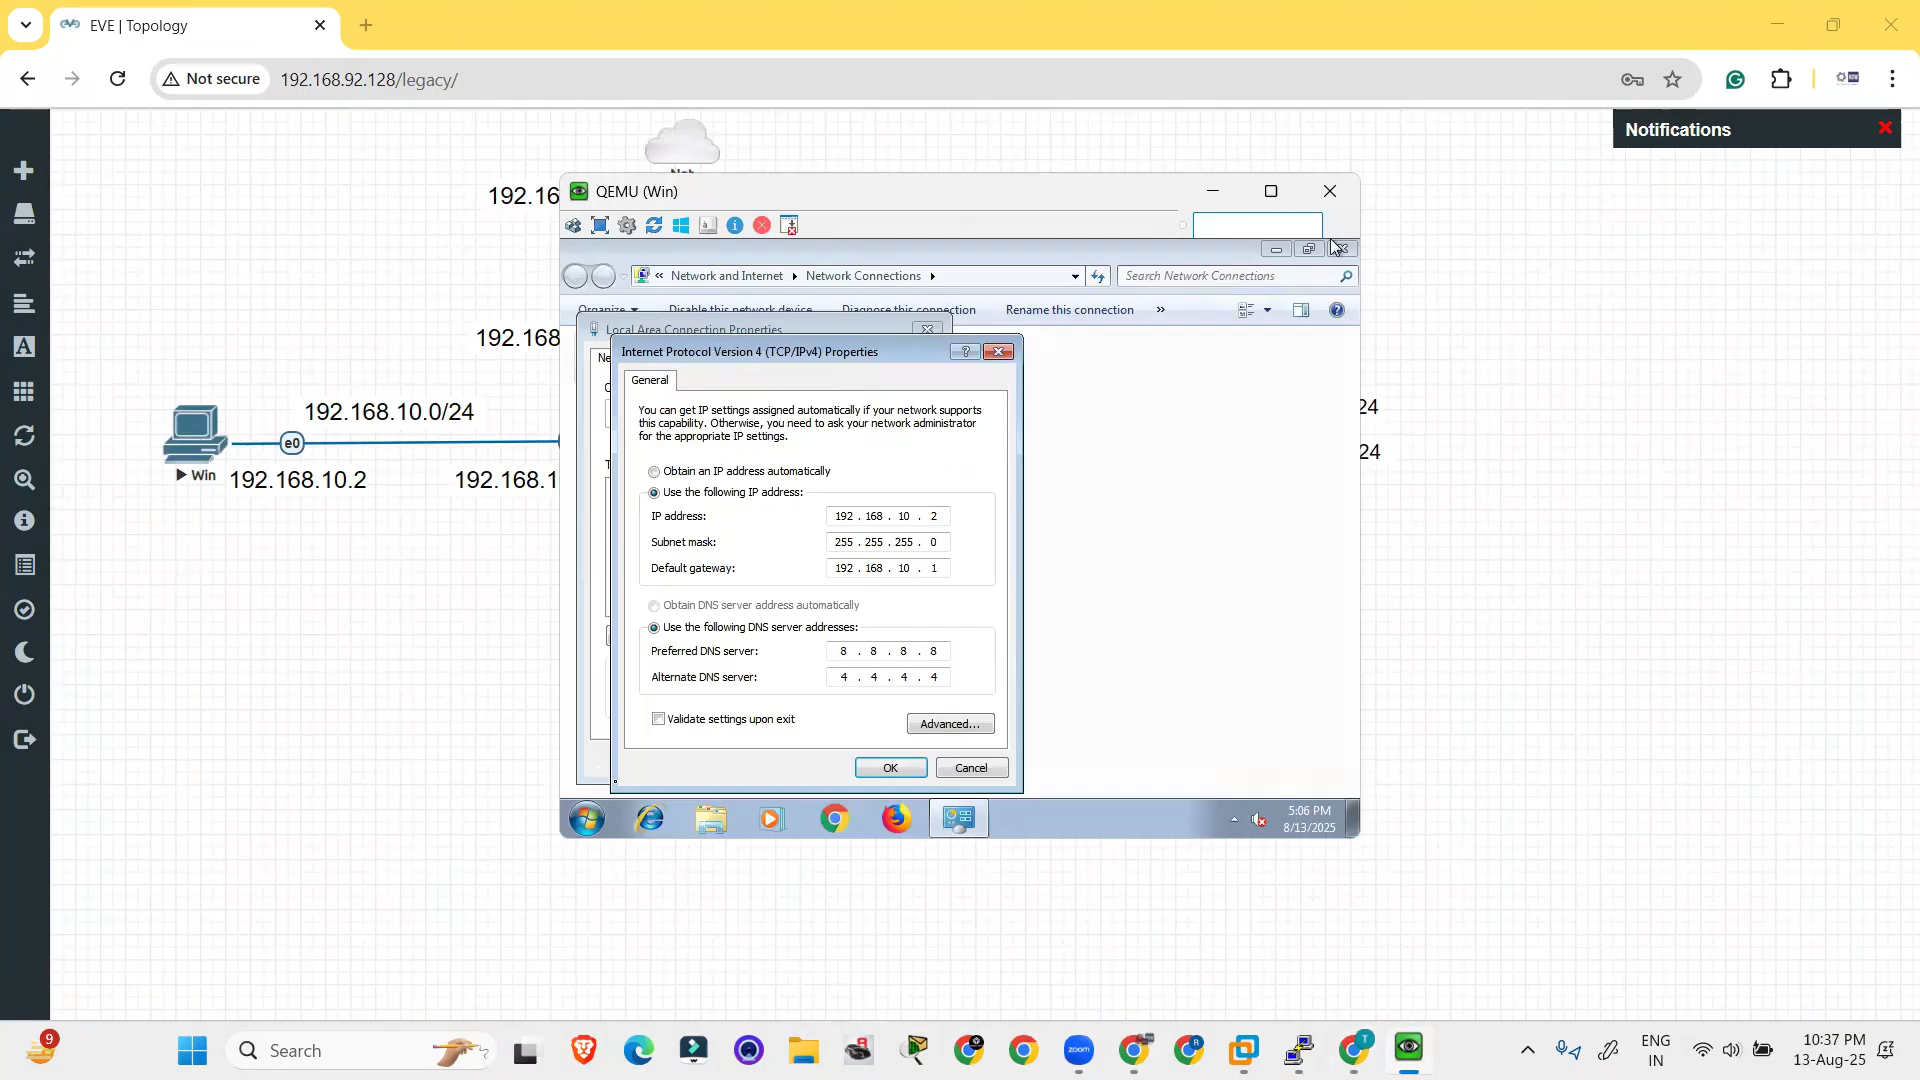 EVE | Topology
Not secure
192.168.92.128/legacy/
Notifications
192.16
QEMU (Win)
Network and Internet
Network Connections
Search Network Connections
Organize
Disable this network device
Diagnose this connection
Rename this connection
»
Local Area Connection Properties
192.168
Internet Protocol Version 4 (TCP/IPv4) Properties
General
You can get IP settings assigned automatically if your network supports
this capability. Otherwise, you need to ask your network administrator
for the appropriate IP settings.
192.168.10.0/24
24
e0
24
Win
192.168.10.2
192.168.1
Obtain an IP address automatically
Use the following IP address:
IP address:
192 . 168 . 10 . 2
Subnet mask:
255 . 255 . 255 . 0
Default gateway:
192 . 168 . 10 . 1
Obtain DNS server address automatically
Use the following DNS server addresses:
Preferred DNS server:
8 . 8 . 8 . 8
Alternate DNS server:
4 . 4 . 4 . 4
Validate settings upon exit
Advanced...
OK
Cancel
5:06 PM
8/13/2025
9
Search
zoom
ENG
IN
10:37 PM
13-Aug-25